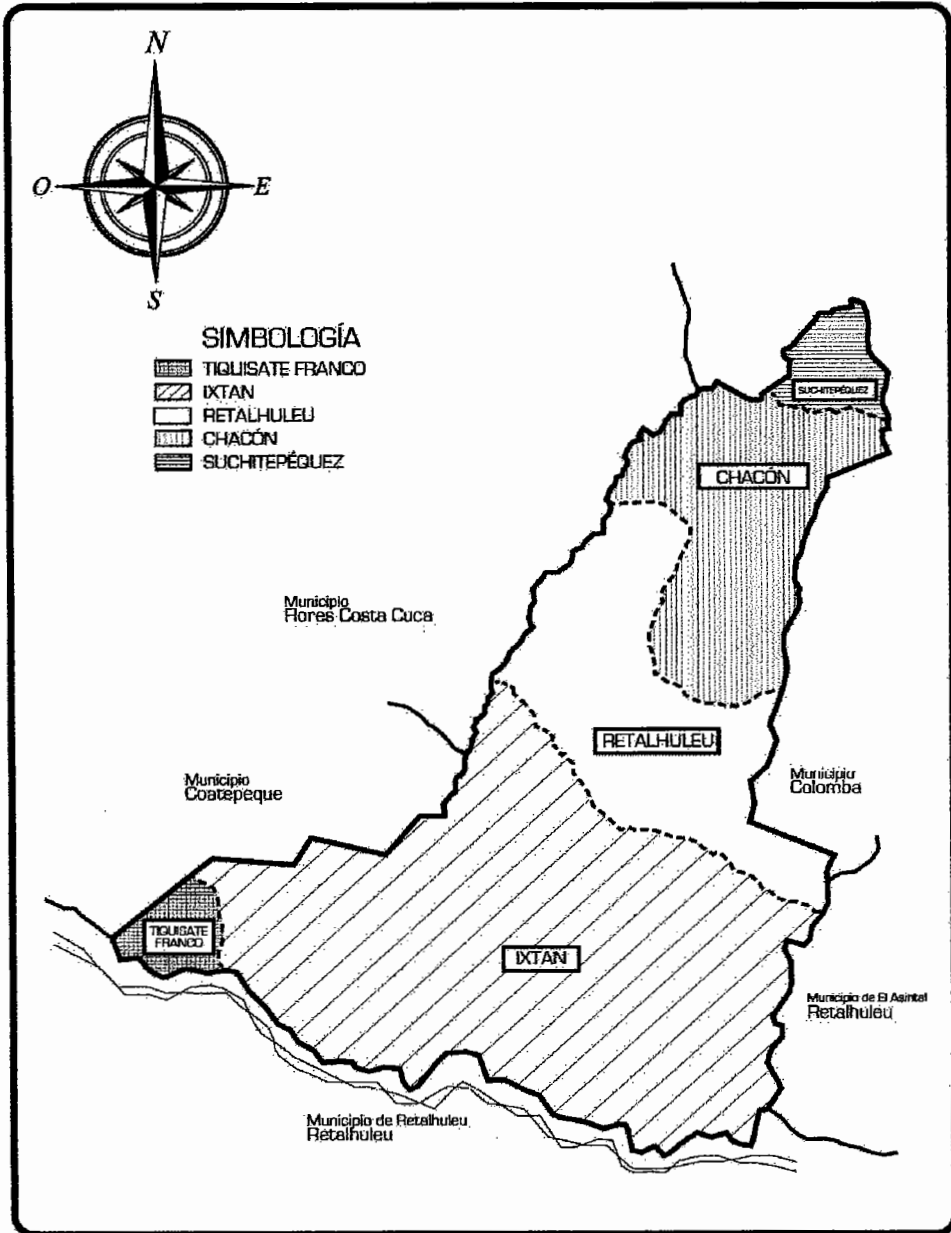 N
O
E
S
SIMBOLOGÍA
TIQUISATE FRANCO
IXTAN
RETALHULEU
CHACÓN
SUCHITEPÉQUEZ
SUCHITEPÉQUEZ
CHACÓN
Municipio
Flores Costa Cuca
RETALHULEU
Municipio
Coatepeque
Municipio
Colomba
TIQUISATE
FRANCO
IXTAN
Municipio de El Asintal
Retalhuleu
Municipio de Retalhuleu
Retalhuleu